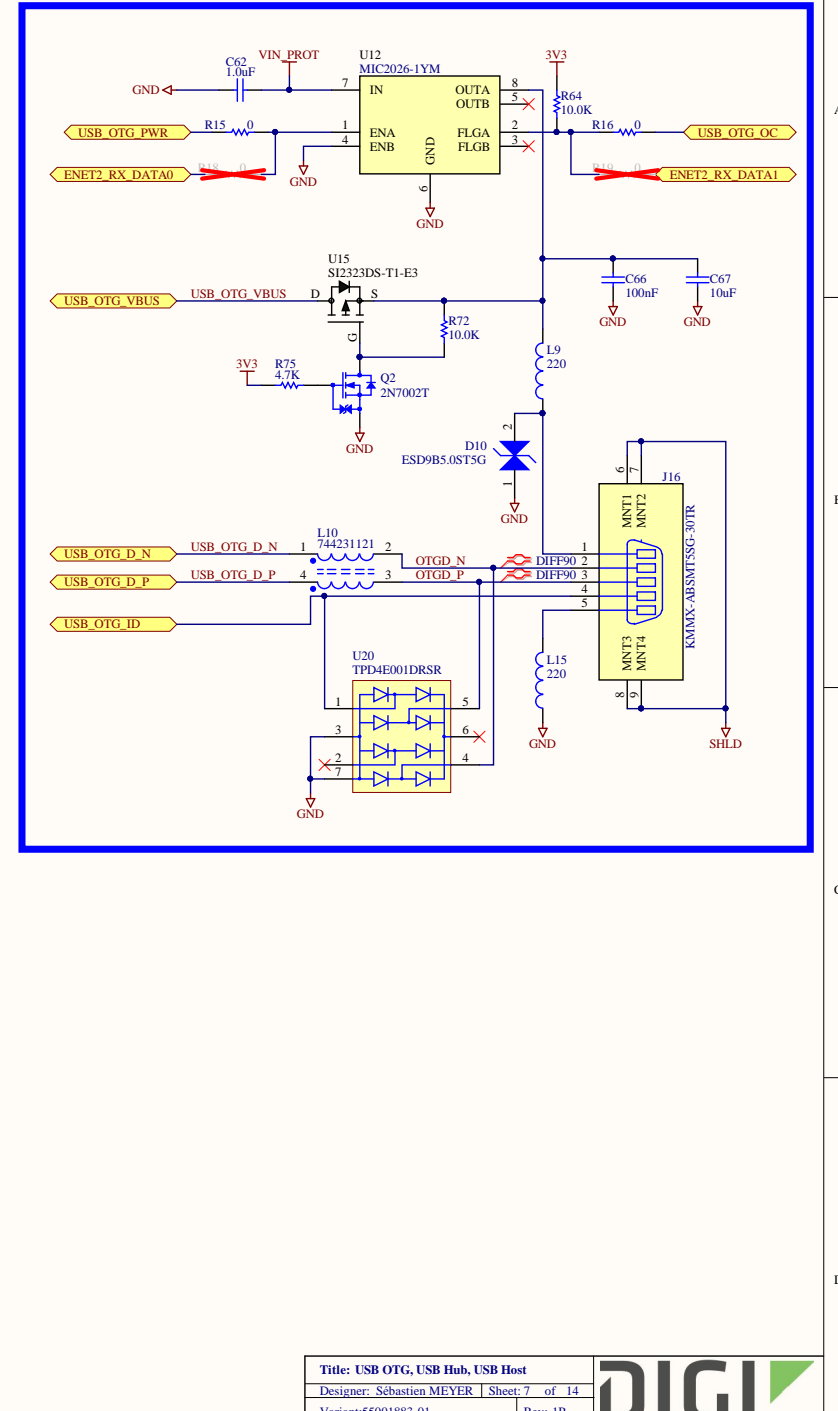 C62
1.0uF
VIN_PROT
U12
MIC2026-1YM
3V3
GND
7
IN
OUTA
8
OUTB
5
R64
10.0K
USB_OTG_PWR
R15
0
1
ENA
FLGA
2
R16
0
USB_OTG_OC
4
ENB
FLGB
3
GND
ENET2_RX_DATA0
R18
0
GND
6
GND
R19
0
ENET2_RX_DATA1
U15
SI2323DS-T1-E3
USB_OTG_VBUS
USB_OTG_VBUS
D
S
G
R72
10.0K
C66
100nF
GND
C67
10uF
GND
3V3
R75
4.7K
Q2
2N7002T
GND
L9
220
D10
ESD9B5.0ST5G
2
1
GND
6
7
J16
MNT1
MNT2
KMMX-ABSMT5SG-30TR
USB_OTG_D_N
USB_OTG_D_N
L10
744231121
1
2
OTGD_N
DIFF90
1
2
USB_OTG_D_P
USB_OTG_D_P
4
3
OTGD_P
DIFF90
3
4
5
USB_OTG_ID
MNT3
MNT4
8
9
SHLD
U20
TPD4E001DRSR
L15
220
GND
1
5
3
6
2
4
7
GND
A
Title: USB OTG, USB Hub, USB Host
Designer: Sébastien MEYER
Sheet: 7 of 14
DIGI